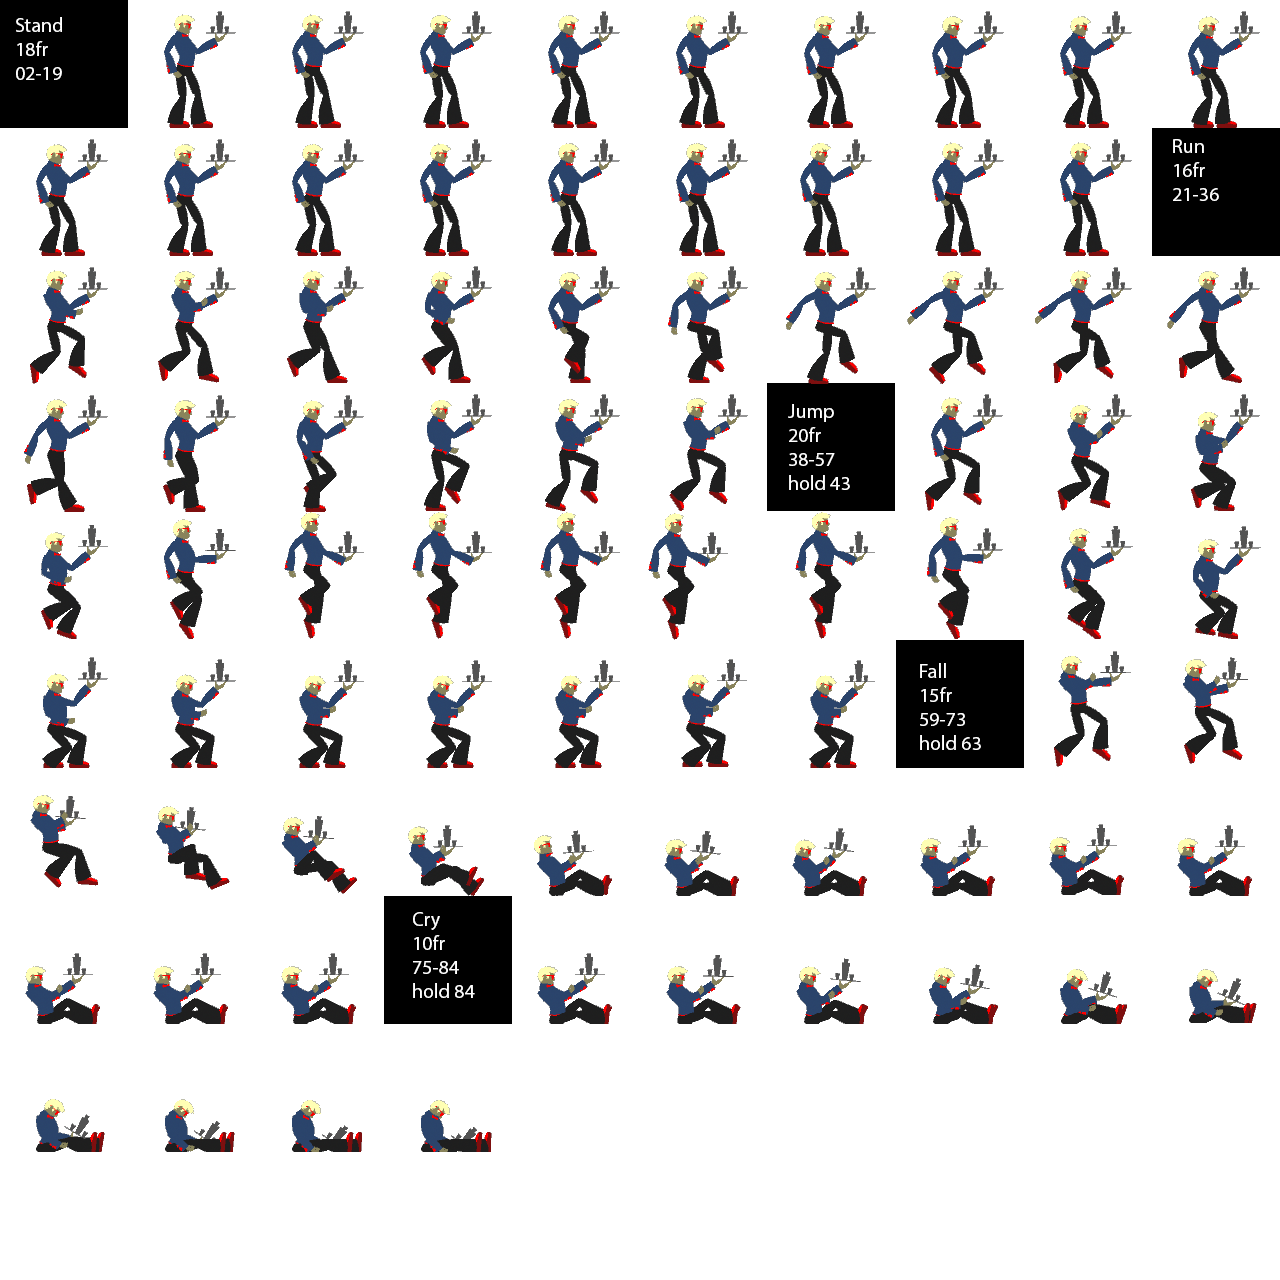 Stand
18fr
02-19
Run
16fr
21-36
Jump
20fr
38-57
hold 43
Fall
15fr
59-73
hold 63
Cry
10fr
75-84
hold 84